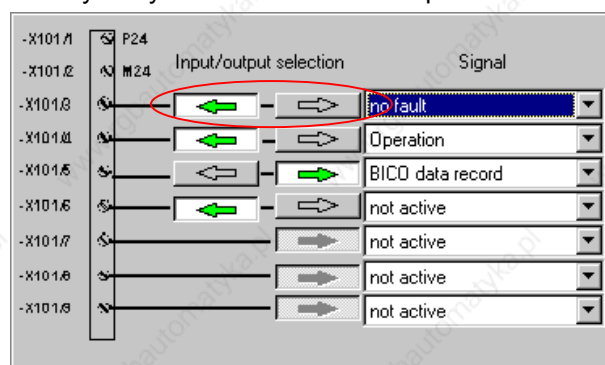 -X101/1 P24
-X101/2 M24
Input/output selection Signal
-X101/3 no fault
-X101/4 Operation
-X101/5 BICO data record
-X101/6 not active
-X101/7 not active
-X101/8 not active
-X101/9 not active